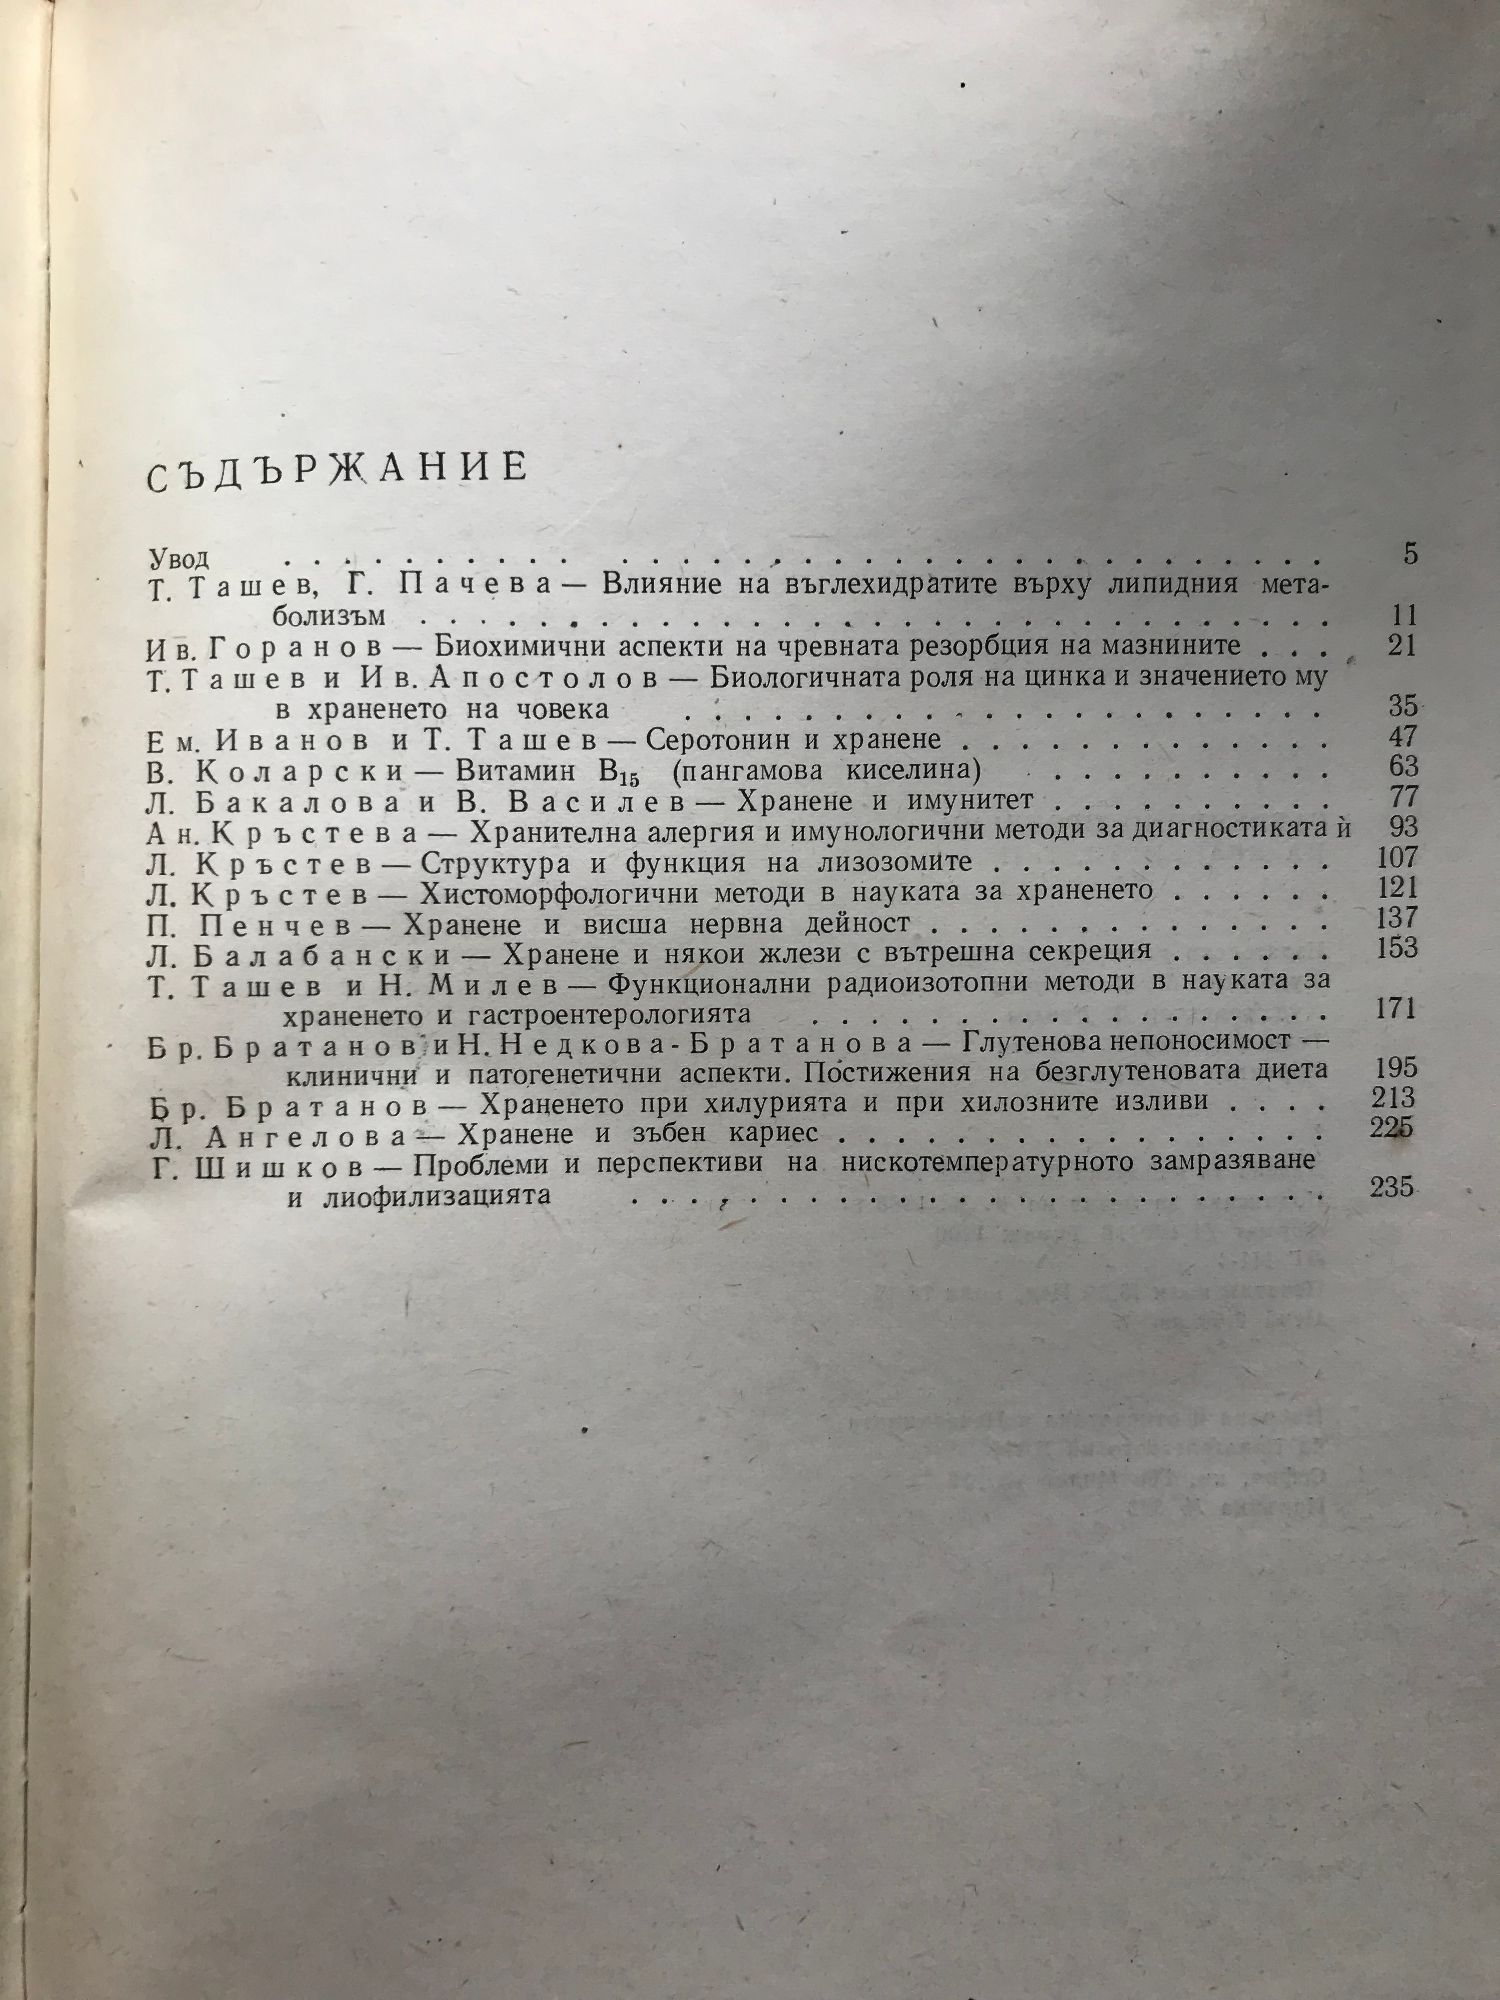 СЪДЪРЖАНИЕ
Увод . . . . . . . . . . . . . . . . . . . . . . . . . . . . . . . . . . 5
Т. Ташев, Г. Пачева — Влияние на въглехидратите върху липидния мета-
болизъм . . . . . . . . . . . . . . . . . . . . . . . . . . . . . . . 11
Ив. Горанов — Биохимични аспекти на чревната резорбция на мазнините . . . 21
Т. Ташев и Ив. Апостолов — Биологичната роля на цинка и значението му
в храненето на човека . . . . . . . . . . . . . . . . . . . . . . 35
Ем. Иванов и Т. Ташев — Серотонин и хранене . . . . . . . . . . . . . 47
В. Коларски — Витамин В₁₅ (пангамова киселина) . . . . . . . . . . 63
Л. Бакалова и В. Василев — Хранене и имунитет . . . . . . . . . . 77
Ан. Кръстева — Хранителна алергия и имунологични методи за диагностиката ѝ 93
Л. Кръстев — Структура и функция на лизозомите . . . . . . . . . . . . 107
Л. Кръстев — Хистоморфологични методи в науката за храненето . . . . . . 121
П. Пенчев — Хранене и висша нервна дейност . . . . . . . . . . . . . . 137
Л. Балабански — Хранене и някои жлези с вътрешна секреция . . . . . . 153
Т. Ташев и Н. Милев — Функционални радиоизотопни методи в науката за
храненето и гастроентерологията . . . . . . . . . . . . . . . . . . 171
Бр. Братанов и Н. Недкова-Братанова — Глутенова непоносимост —
клинични и патогенетични аспекти. Постижения на безглутеновата диета 195
Бр. Братанов — Храненето при хилурията и при хилозните изливи . . . . 213
Л. Ангелова — Хранене и зъбен кариес . . . . . . . . . . . . . . . . . 225
Г. Шишков — Проблеми и перспективи на нискотемпературното замразяване
и лиофилизацията . . . . . . . . . . . . . . . . . . . . . . . . 235